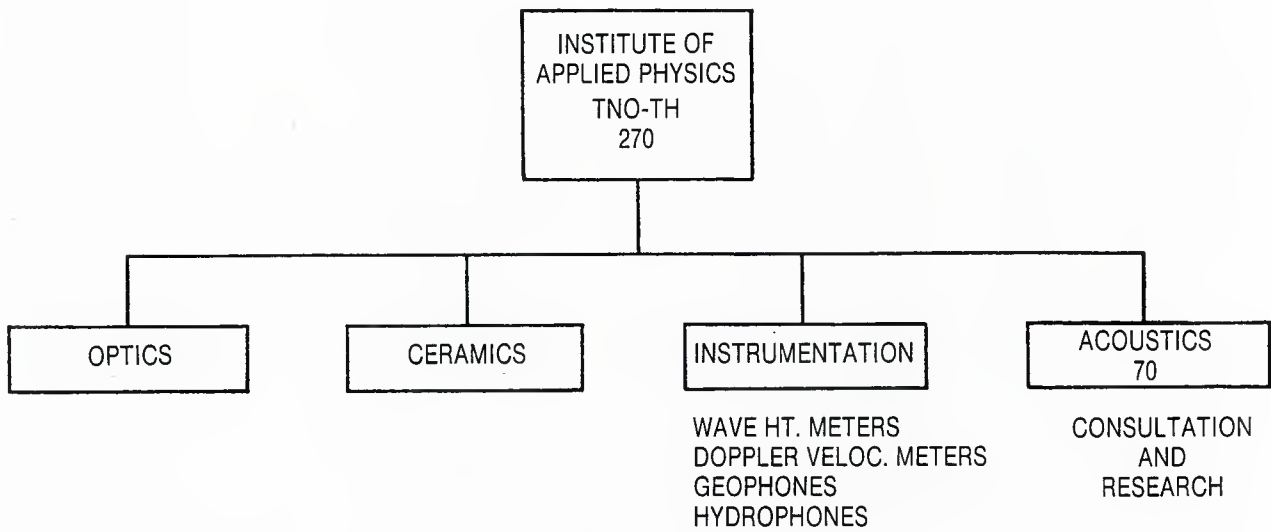 INSTITUTE OF
APPLIED PHYSICS
TNO-TH
270
OPTICS
CERAMICS
INSTRUMENTATION
ACOUSTICS
70
WAVE HT. METERS
DOPPLER VELOC. METERS
GEOPHONES
HYDROPHONES
CONSULTATION
AND
RESEARCH